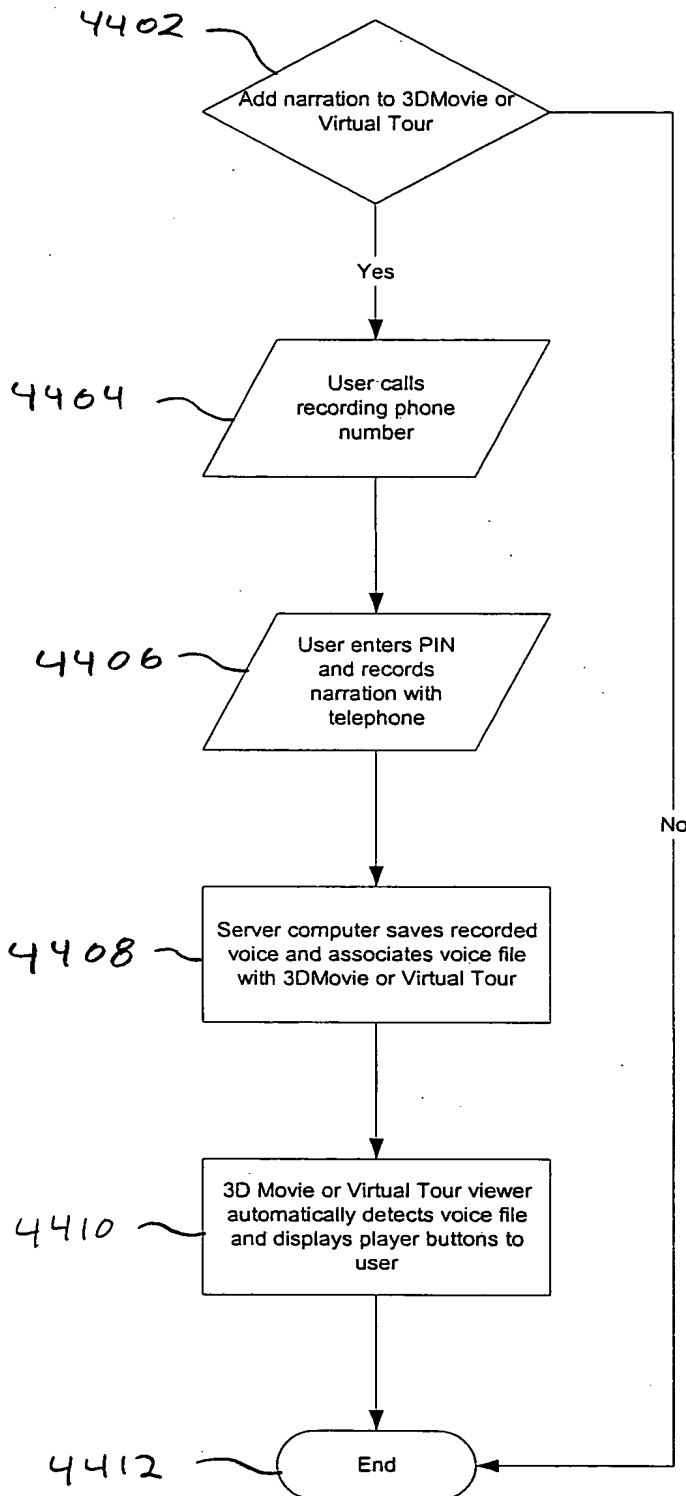 4402
Add narration to 3DMovie or
Virtual Tour
Yes
4404
User calls
recording phone
number
4406
User enters PIN
and records
narration with
telephone
No
4408
Server computer saves recorded
voice and associates voice file
with 3DMovie or Virtual Tour
4410
3D Movie or Virtual Tour viewer
automatically detects voice file
and displays player buttons to
user
4412
End